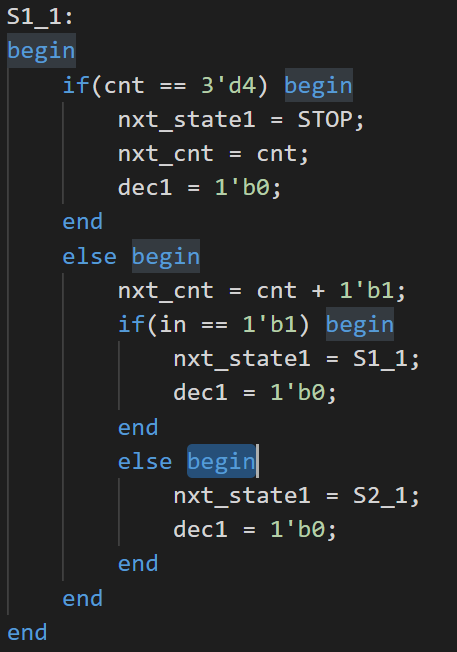 S1_1:
begin
    if(cnt == 3'd4) begin
        nxt_state1 = STOP;
        nxt_cnt = cnt;
        dec1 = 1'b0;
    end
    else begin
        nxt_cnt = cnt + 1'b1;
        if(in == 1'b1) begin
            nxt_state1 = S1_1;
            dec1 = 1'b0;
        end
        else begin
            nxt_state1 = S2_1;
            dec1 = 1'b0;
        end
    end
end